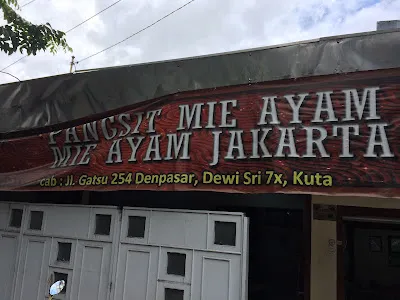 PANGSIT MIE AYAM
MIE AYAM JAKARTA
cab : Jl. Gatsu 254 Denpasar, Dewi Sri 7x, Kuta